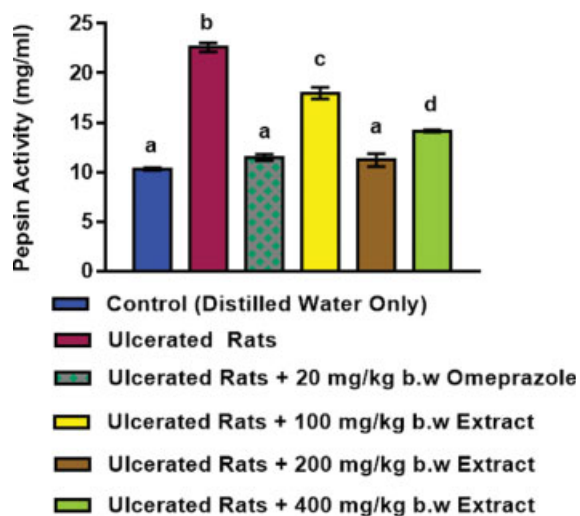 Pepsin Activity (mg/ml)
25
20
15
10
5
0
a
b
a
c
a
d
Control (Distilled Water Only)
Ulcerated Rats
Ulcerated Rats + 20 mg/kg b.w Omeprazole
Ulcerated Rats + 100 mg/kg b.w Extract
Ulcerated Rats + 200 mg/kg b.w Extract
Ulcerated Rats + 400 mg/kg b.w Extract